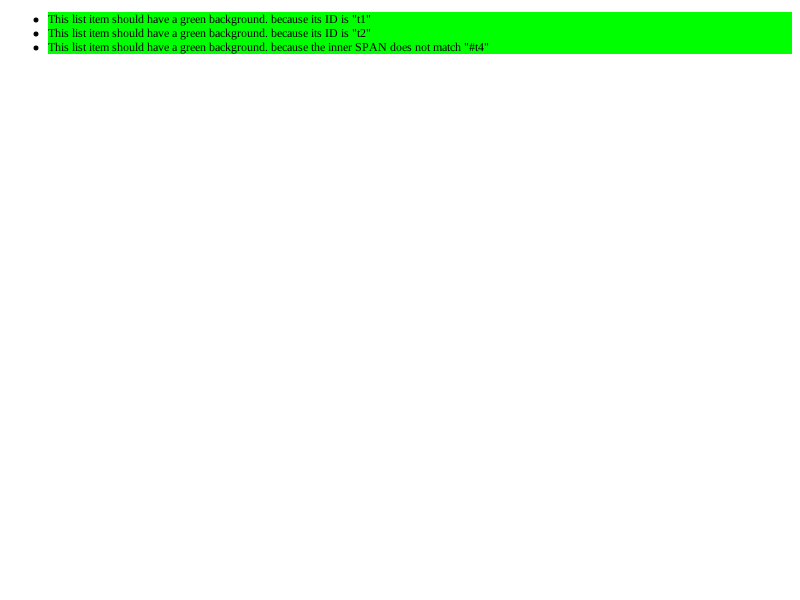 This list item should have a green background. because its ID is "t1"
This list item should have a green background. because its ID is "t2"
This list item should have a green background. because the inner SPAN does not match "#t4"